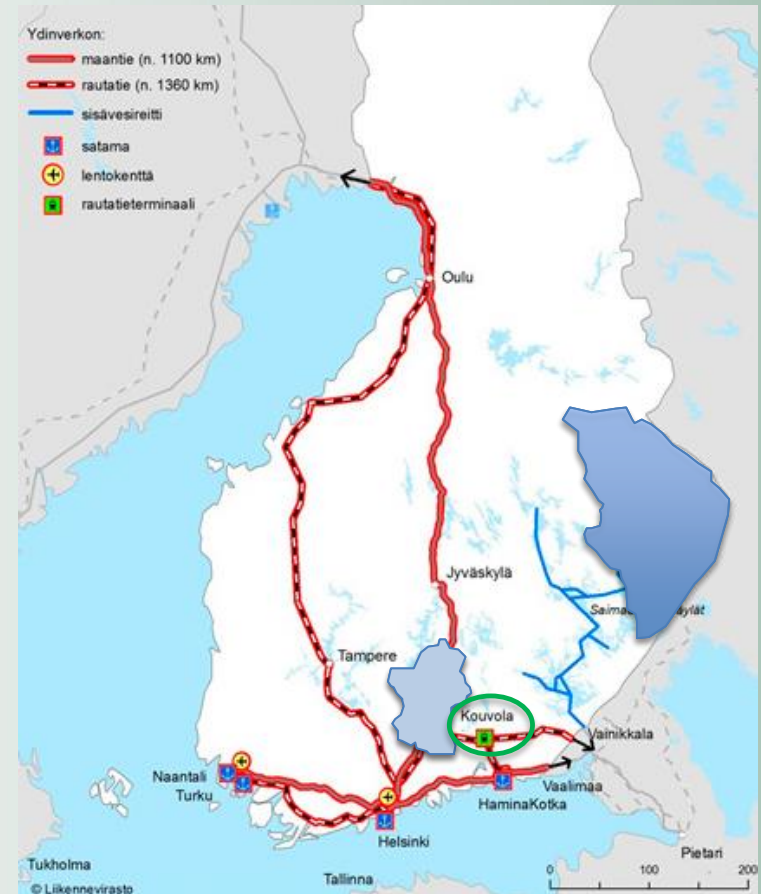 Ydinverkon:
maantie (n. 1100 km)
rautatie (n. 1360 km)
sisävesireitti
satama
lentokenttä
rautatieterminaali
Oulu
Jyväskylä
Tampere
Kouvola
Vainikkala
Naantali
Turku
HaminaKotka
Vaalimaa
Helsinki
Pietari
Tukholma
Tallinna
0 100 200
© Liikennevirasto